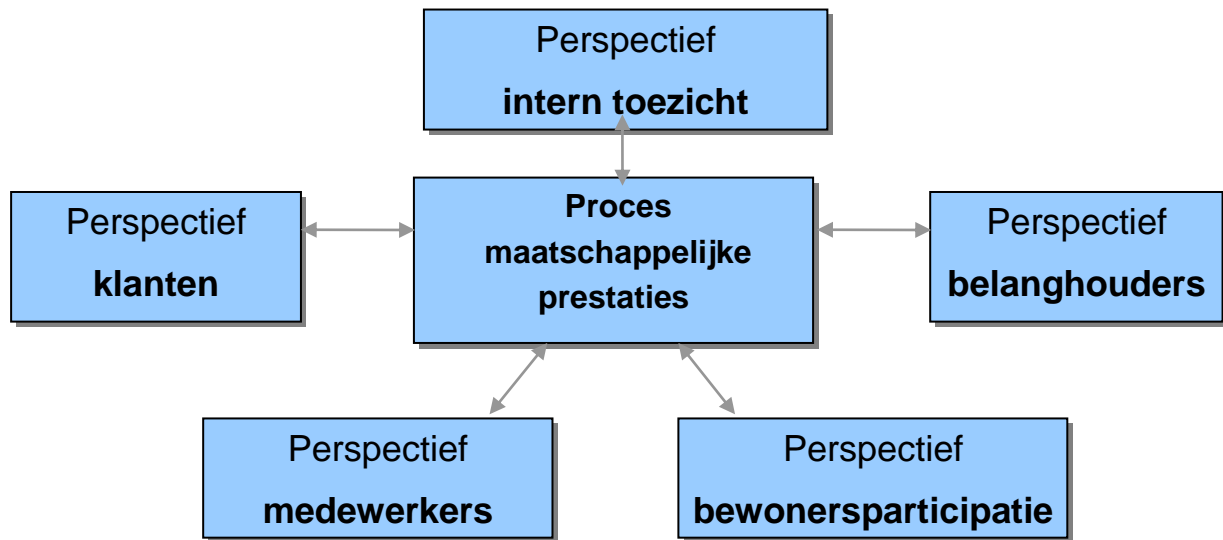 Perspectief
intern toezicht
Perspectief
klanten
Proces
maatschappelijke
prestaties
Perspectief
belanghouders
Perspectief
medewerkers
Perspectief
bewonersparticipatie